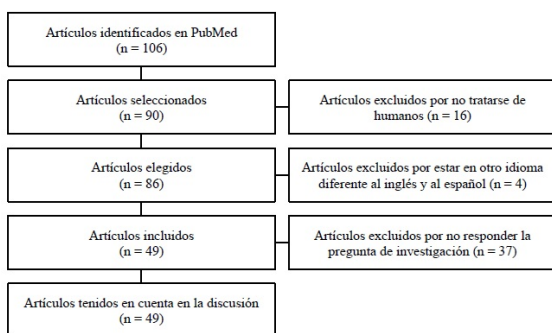 Artículos identificados en PubMed
(n = 106)
Artículos seleccionados
(n = 90)
Artículos excluidos por no tratarse de
humanos (n = 16)
Artículos elegidos
(n = 86)
Artículos excluidos por estar en otro idioma
diferente al inglés y al español (n = 4)
Artículos incluidos
(n = 49)
Artículos excluidos por no responder la
pregunta de investigación (n = 37)
Artículos tenidos en cuenta en la discusión
(n = 49)